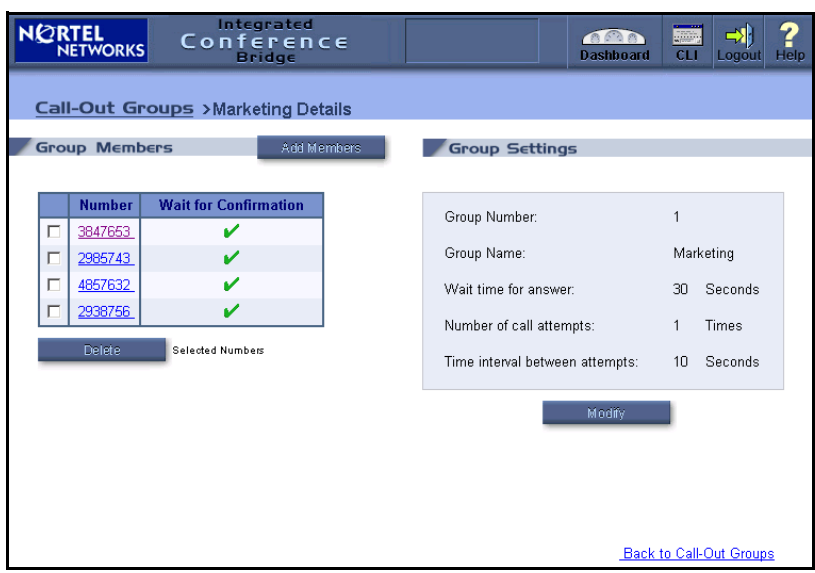 NORTEL
NETWORKS
Integrated
Conference
Bridge
Dashboard
CLI
Logout
Help
Call-Out Groups >Marketing Details
Group Members
Add Members
Number Wait for Confirmation
3847653
2985743
4857632
2938756
Delete Selected Numbers
Group Settings
Group Number: 1
Group Name: Marketing
Wait time for answer: 30 Seconds
Number of call attempts: 1 Times
Time interval between attempts: 10 Seconds
Modify
Back to Call-Out Groups